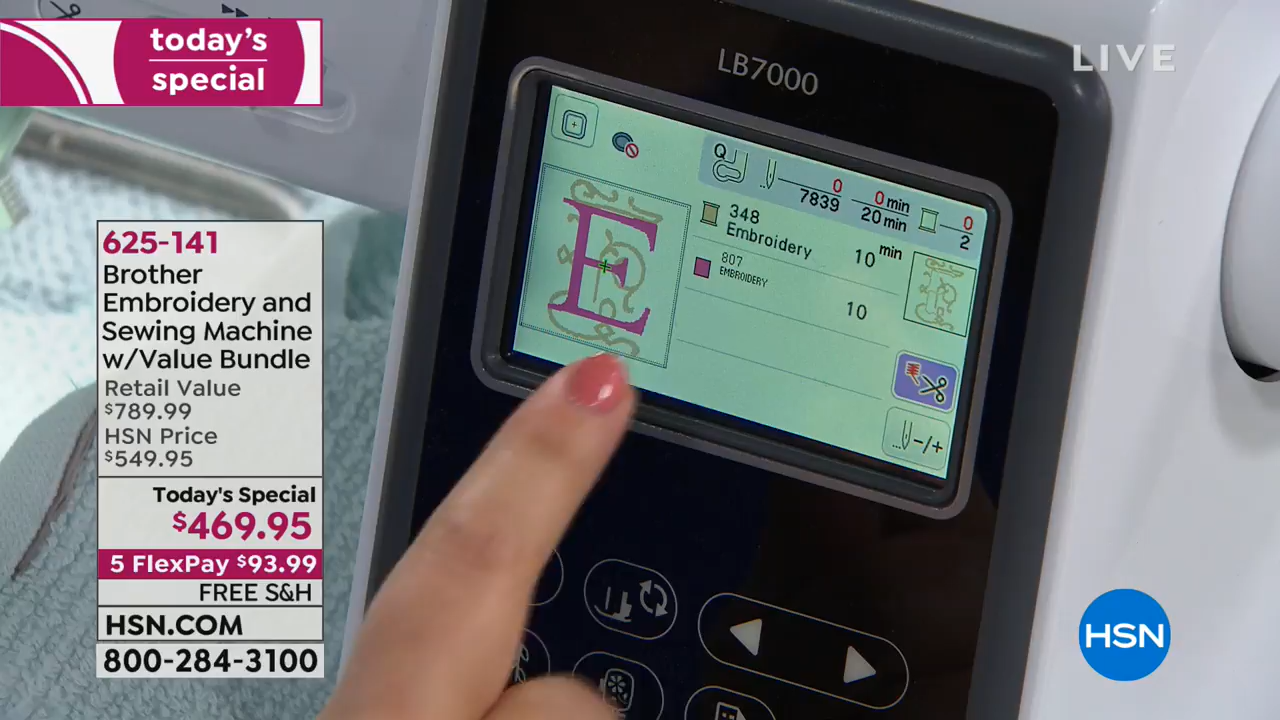 today's
special
LIVE
LB7000
Q
0
7839
0 min
20 min
0
2
348
Embroidery
10 min
807
EMBROIDERY
10
E
-/+
625-141
Brother
Embroidery and
Sewing Machine
w/Value Bundle
Retail Value
$789.99
HSN Price
$549.95
Today's Special
$469.95
5 FlexPay $93.99
FREE S&H
HSN.COM
800-284-3100
HSN